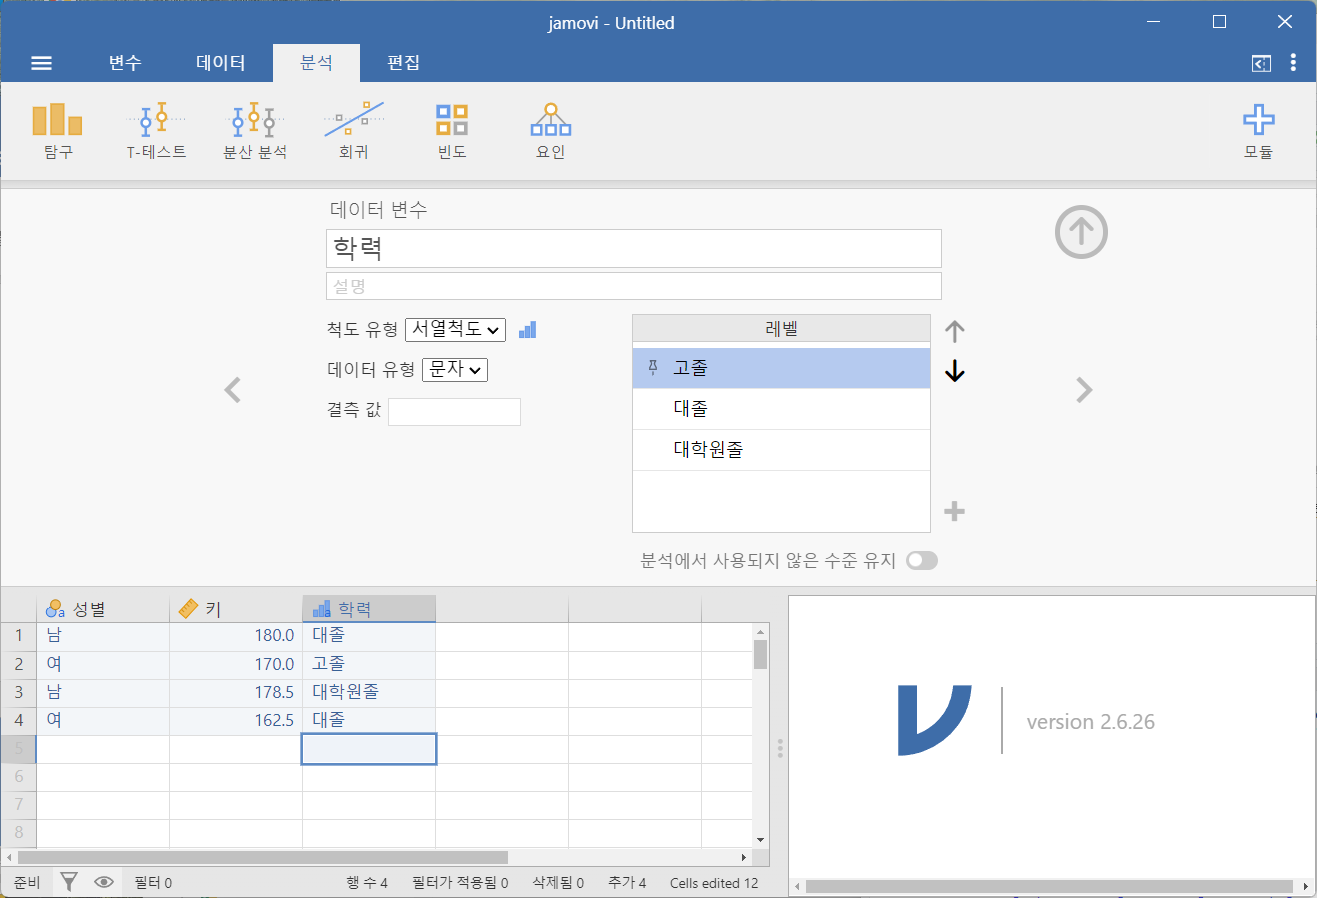 jamovi - Untitled
변수 데이터 분석 편집
탐구 T-테스트 분산 분석 회귀 빈도 요인 모듈
데이터 변수
학력
설명
척도 유형 서열척도
데이터 유형 문자
결측 값
레벨
고졸
대졸
대학원졸
분석에서 사용되지 않은 수준 유지
성별 키 학력
1 남 180.0 대졸
2 여 170.0 고졸
3 남 178.5 대학원졸
4 여 162.5 대졸
5
6
7
8
version 2.6.26
준비 필터 0 행 수 4 필터가 적용됨 0 삭제됨 0 추가 4 Cells edited 12